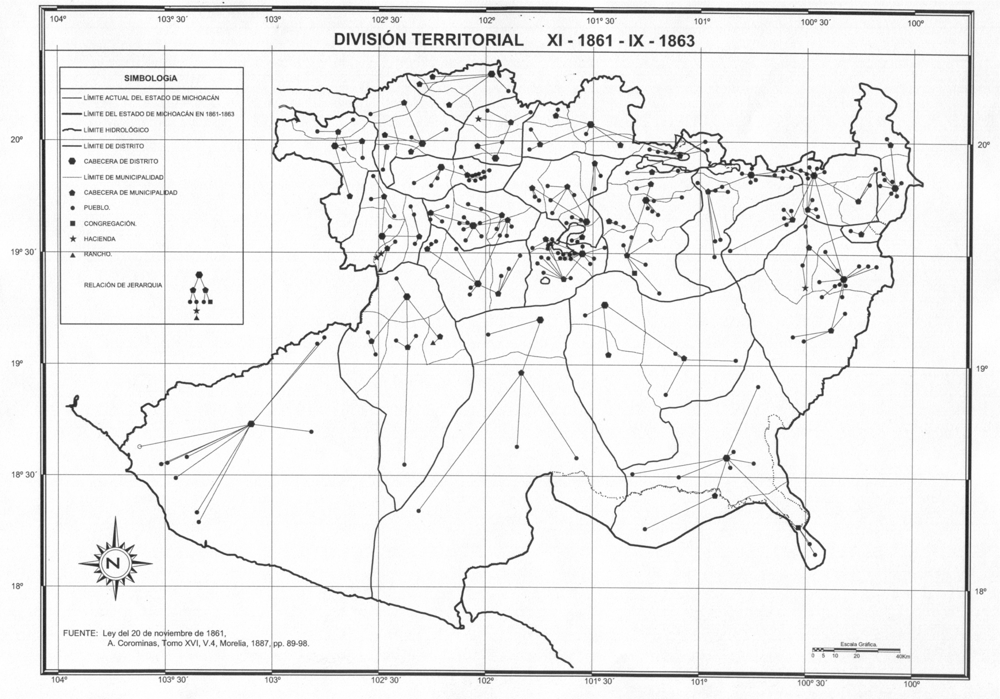 104º 103º 30´ 103º 102º 30´ 102º 101º 30´ 101º 100º 30´ 100º
DIVISIÓN TERRITORIAL XI - 1861 - IX - 1863
SIMBOLOGíA
LÍMITE ACTUAL DEL ESTADO DE MICHOACÁN
LÍMITE DEL ESTADO DE MICHOACÁN EN 1861-1863
LÍMITE HIDROLÓGICO
LÍMITE DE DISTRITO
CABECERA DE DISTRITO
LÍMITE DE MUNICIPALIDAD
CABECERA DE MUNICIPALIDAD
PUEBLO.
CONGREGACIÓN.
HACIENDA
RANCHO.
RELACIÓN DE JERARQUIA
20º 20º
19º 30´
19º 19º
18º 30´
18º 18º
N
FUENTE: Ley del 20 de noviembre de 1861,
A. Corominas, Tomo XVI, V.4, Morelia, 1887, pp. 89-98.
Escala Gráfica.
0 5 10 20 40Km
104º 103º 30´ 103º 102º 30´ 102º 101º 30´ 101º 100º 30´ 100º